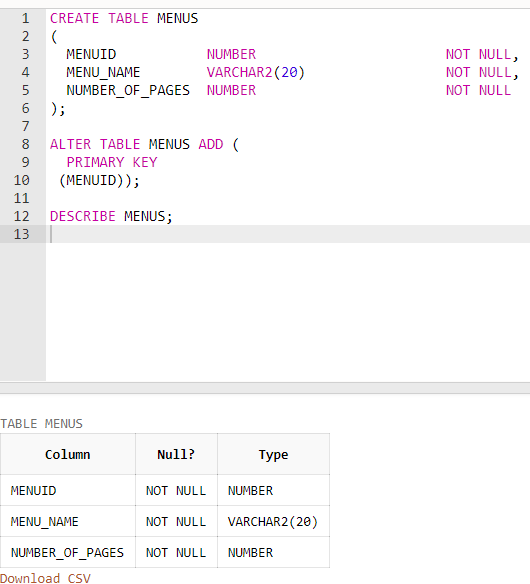 1 CREATE TABLE MENUS
2 (
3 MENUID NUMBER NOT NULL,
4 MENU_NAME VARCHAR2(20) NOT NULL,
5 NUMBER_OF_PAGES NUMBER NOT NULL
6 );
7
8 ALTER TABLE MENUS ADD (
9 PRIMARY KEY
10 (MENUID));
11
12 DESCRIBE MENUS;
13
TABLE MENUS
Column Null? Type
MENUID NOT NULL NUMBER
MENU_NAME NOT NULL VARCHAR2(20)
NUMBER_OF_PAGES NOT NULL NUMBER
Download CSV